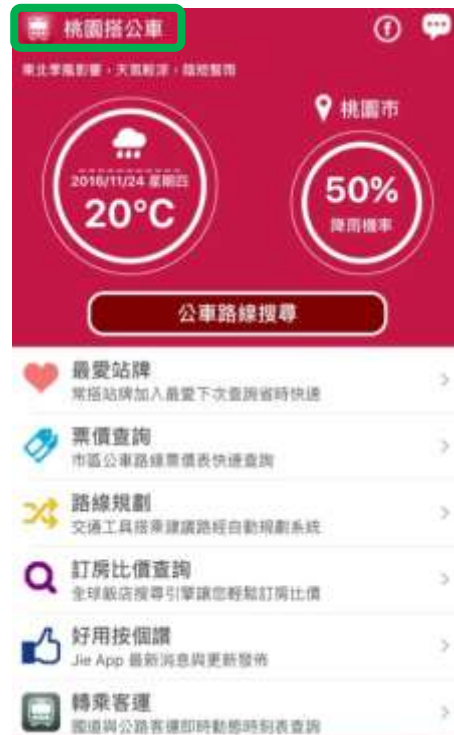 桃園搭公車
東北季風影響，天氣較涼，陰短暫雨
桃園市
2016/11/24 星期四
20°C
50%
降雨機率
公車路線搜尋
最愛站牌
常搭站牌加入最愛下次查詢省時快速
票價查詢
市區公車路線票價表快速查詢
路線規劃
交通工具搭乘建議路徑自動規劃系統
訂房比價查詢
全球飯店搜尋引擎讓您輕鬆訂房比價
好用按個讚
Jie App 最新消息與更新發佈
轉乘客運
國道與公路客運即時動態時刻表查詢